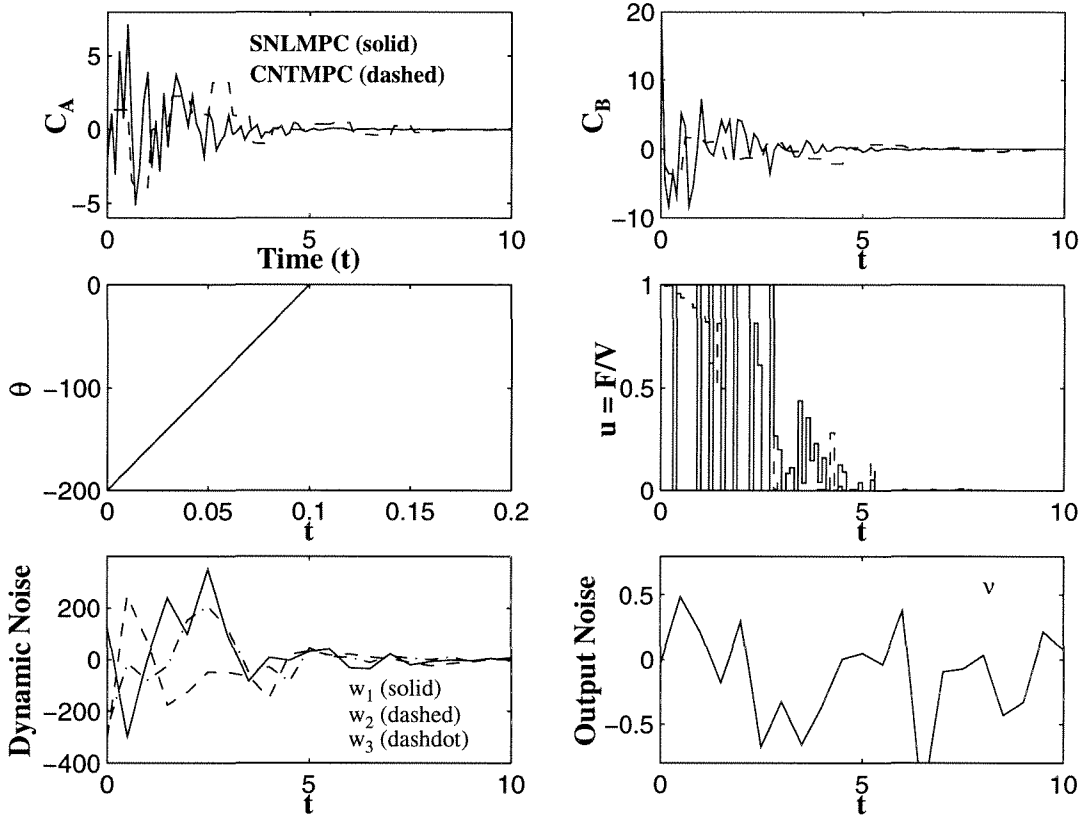 5
0
-5
C_A
SNLMPC (solid)
CNTMPC (dashed)
0
5
10
Time (t)
20
10
0
-10
C_B
0
5
10
t
0
-100
-200
θ
0
0.05
0.1
0.15
0.2
t
1
0.5
0
u = F/V
0
5
10
t
200
0
-200
-400
Dynamic Noise
w_1 (solid)
w_2 (dashed)
w_3 (dashdot)
0
5
10
t
0.5
0
-0.5
Output Noise
ν
0
5
10
t